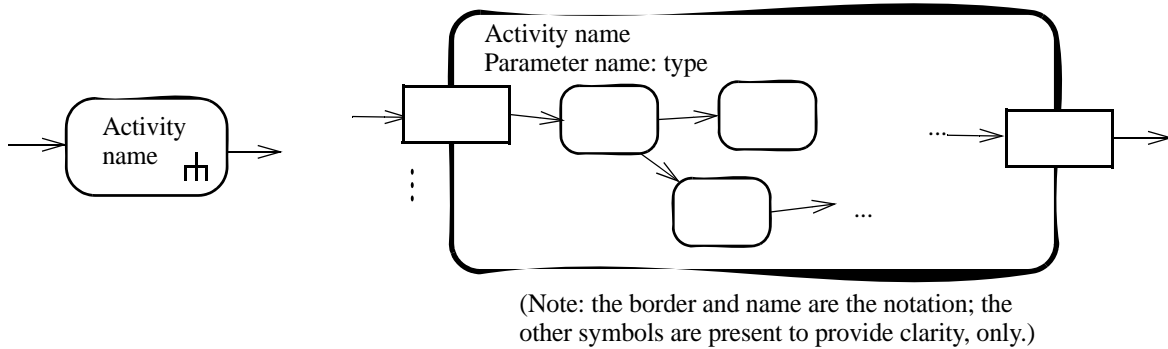 Activity name
Parameter name: type
Activity
name
...
...
(Note: the border and name are the notation; the
other symbols are present to provide clarity, only.)